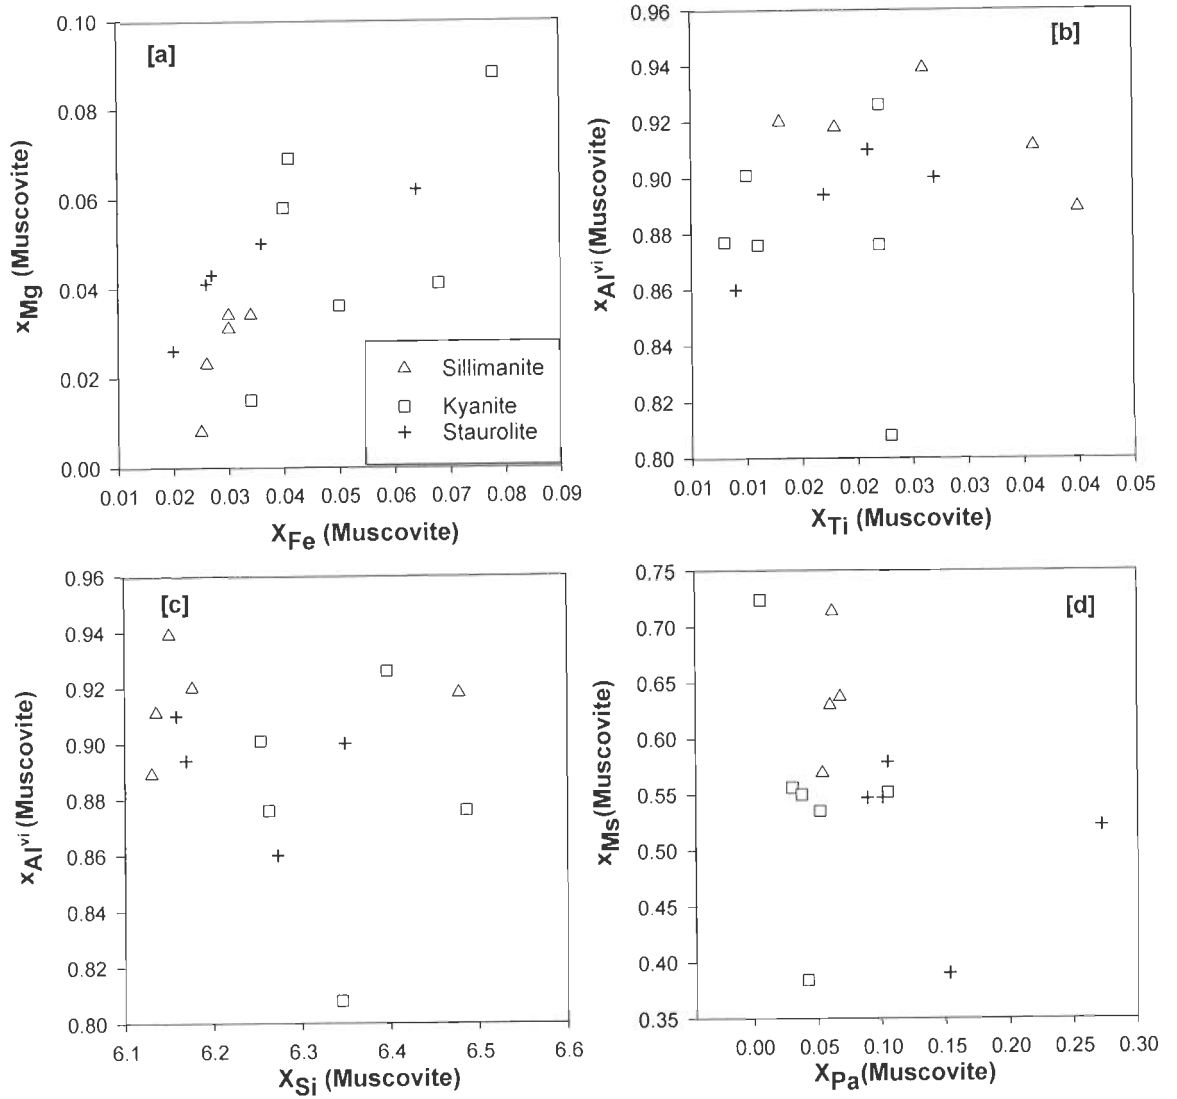 [a]
0.10
0.08
0.06
0.04
0.02
0.00
xMg (Muscovite)
Sillimanite
Kyanite
Staurolite
0.01 0.02 0.03 0.04 0.05 0.06 0.07 0.08 0.09
XFe (Muscovite)
[b]
0.96
0.94
0.92
0.90
0.88
0.86
0.84
0.82
0.80
xAlvi (Muscovite)
0.01 0.01 0.02 0.02 0.03 0.03 0.04 0.04 0.05
XTi (Muscovite)
[c]
0.96
0.94
0.92
0.90
0.88
0.86
0.84
0.82
0.80
xAlvi (Muscovite)
6.1 6.2 6.3 6.4 6.5 6.6
XSi (Muscovite)
[d]
0.75
0.70
0.65
0.60
0.55
0.50
0.45
0.40
0.35
xMs(Muscovite)
0.00 0.05 0.10 0.15 0.20 0.25 0.30
XPa(Muscovite)